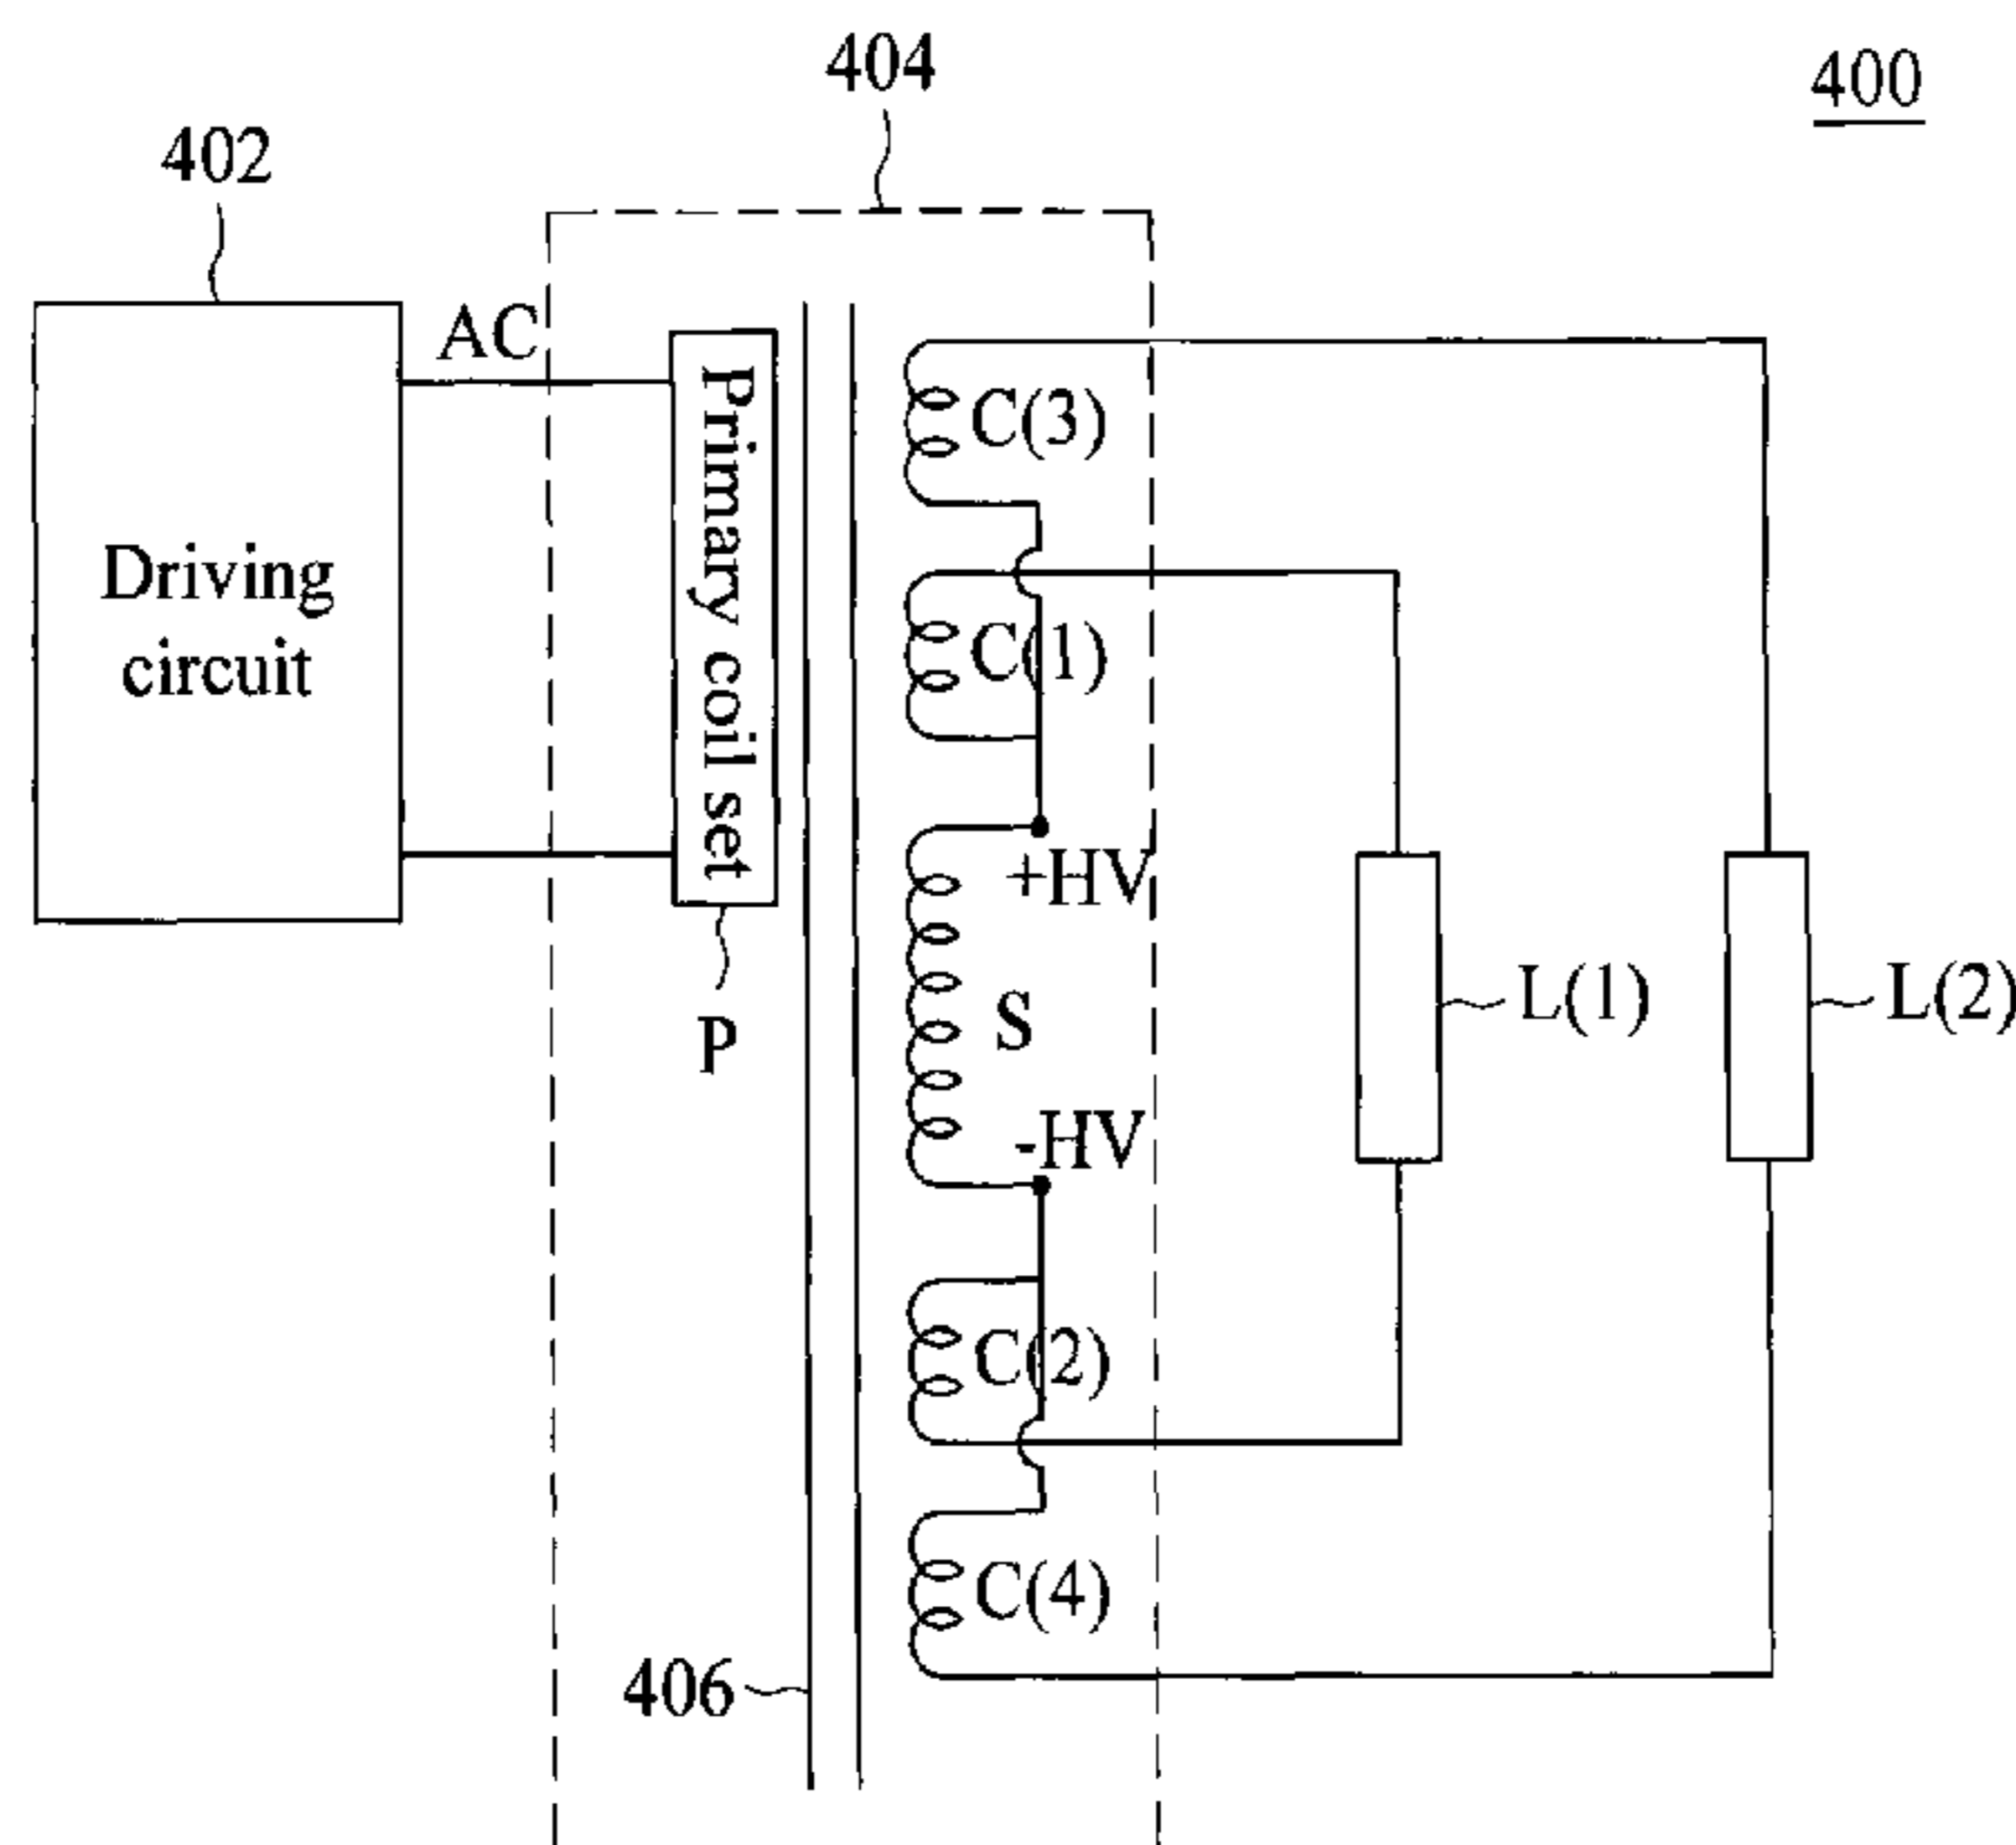 404
400
402
AC
C(3)
Primary coil set
Driving
circuit
C(1)
+HV
S
L(1)
L(2)
P
-HV
C(2)
C(4)
406